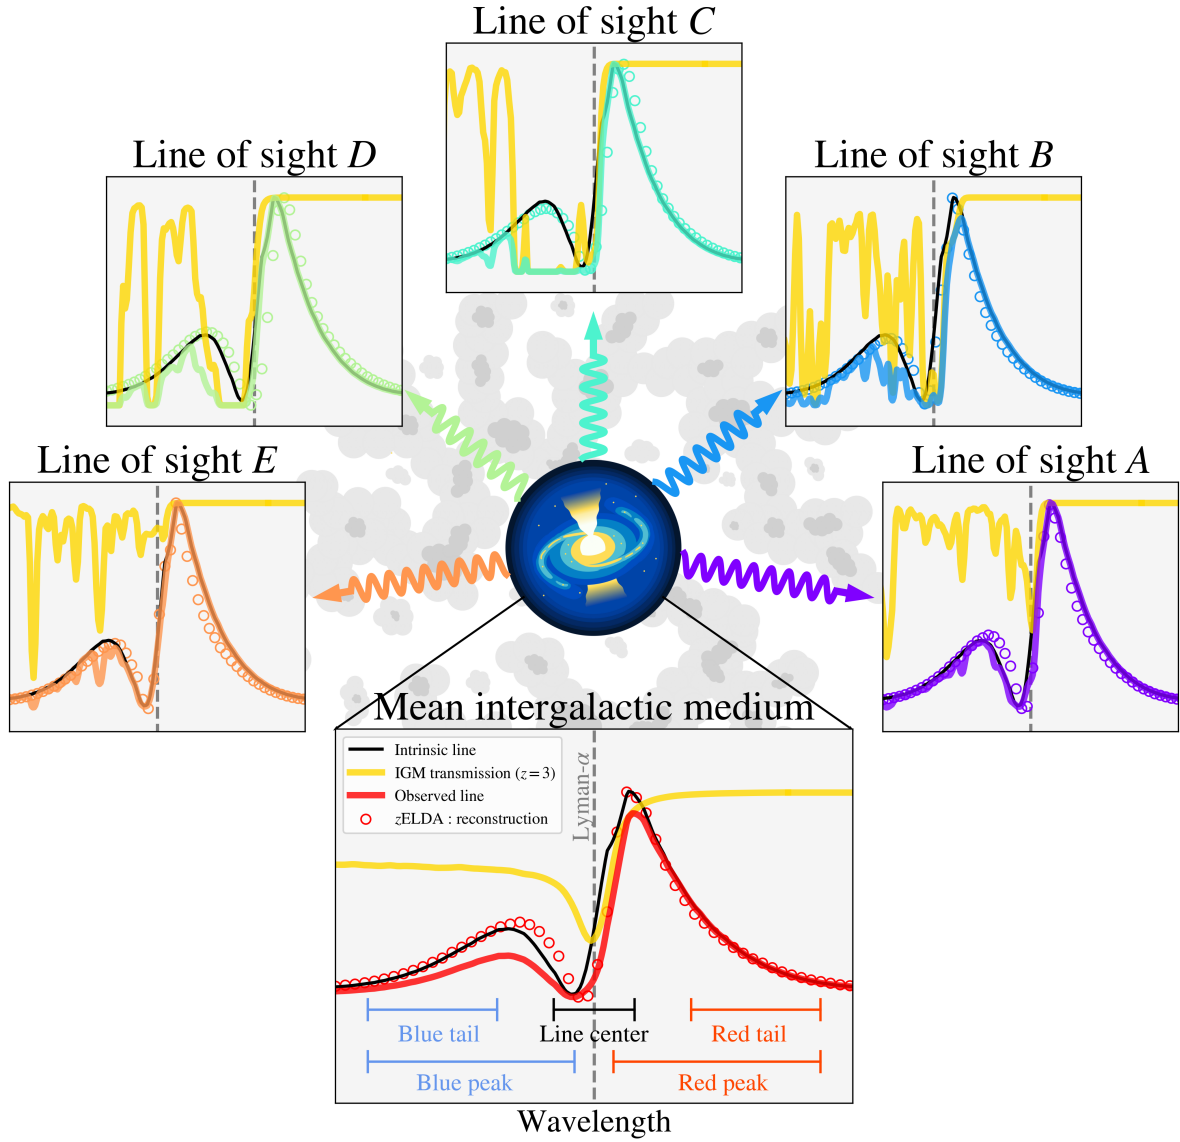 Line of sight C
Line of sight D
Line of sight B
Line of sight E
Line of sight A
Mean intergalactic medium
Intrinsic line
IGM transmission (z = 3)
Observed line
zELDA : reconstruction
Lyman-α
Blue tail
Line center
Red tail
Blue peak
Red peak
Wavelength